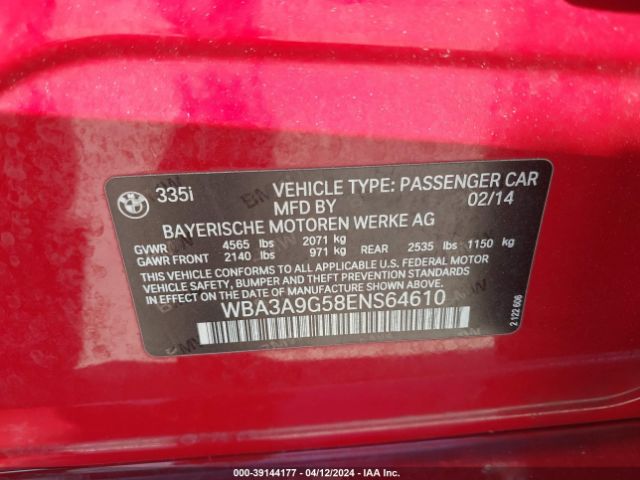 BMW
335i
VEHICLE TYPE: PASSENGER CAR
MFD BY 02/14
BAYERISCHE MOTOREN WERKE AG
GVWR 4565 lbs 2071 kg
GAWR FRONT 2140 lbs 971 kg REAR 2535 lbs 1150 kg
THIS VEHICLE CONFORMS TO ALL APPLICABLE U.S. FEDERAL MOTOR
VEHICLE SAFETY, BUMPER AND THEFT PREVENTION STANDARDS
IN EFFECT ON THE DATE OF MANUFACTURE SHOWN ABOVE.
WBA3A9G58ENS64610
2 122 606
000-39144177 - 04/12/2024 - IAA Inc.